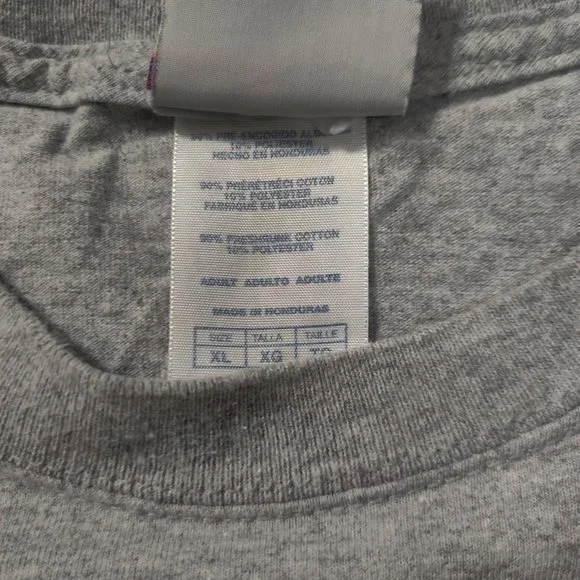 90% PRE-ENCOGIDO
10% POLIESTER
HECHO EN HONDURAS
90% PRÉRÉTRÉCI COTON
10% POLYESTER
FABRIQUÉ EN HONDURAS
90% PRESHRUNK COTTON
10% POLYESTER
ADULT ADULTO ADULTE
MADE IN HONDURAS
SIZE TALLA TAILLE
XL XG TG